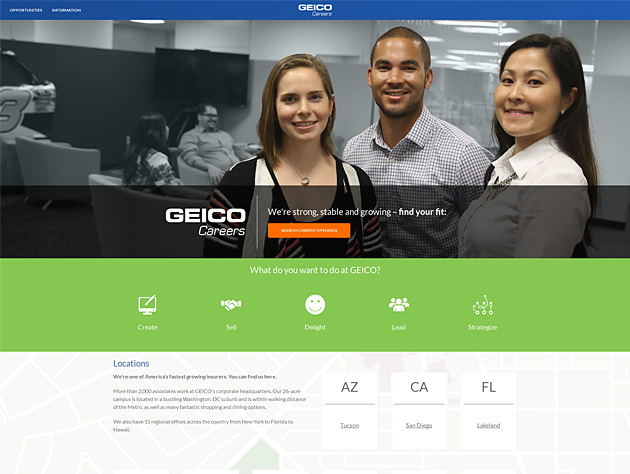 OPPORTUNITIES INFORMATION
GEICO
Careers
3
GEICO
Careers
We're strong, stable and growing – find your fit:
SEARCH CURRENT OPENINGS
What do you want to do at GEICO?
Create Sell Delight Lead Strategize
Locations
We're one of America's fastest growing insurers. You can find us here.
More than 2,000 associates work at GEICO's corporate headquarters. Our 26-acre
campus is located in a bustling Washington, DC suburb and is within walking distance
of the Metro, as well as many fantastic shopping and dining options.
We also have 15 regional offices across the country from New York to Florida to
Hawaii.
AZ
Tucson
CA
San Diego
FL
Lakeland